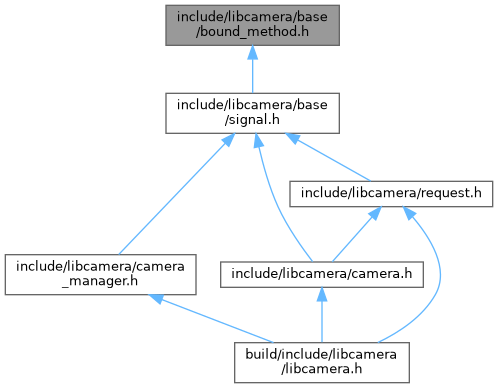 include/libcamera/base
/bound_method.h
include/libcamera/base
/signal.h
include/libcamera/request.h
include/libcamera/camera
_manager.h
include/libcamera/camera.h
build/include/libcamera
/libcamera.h